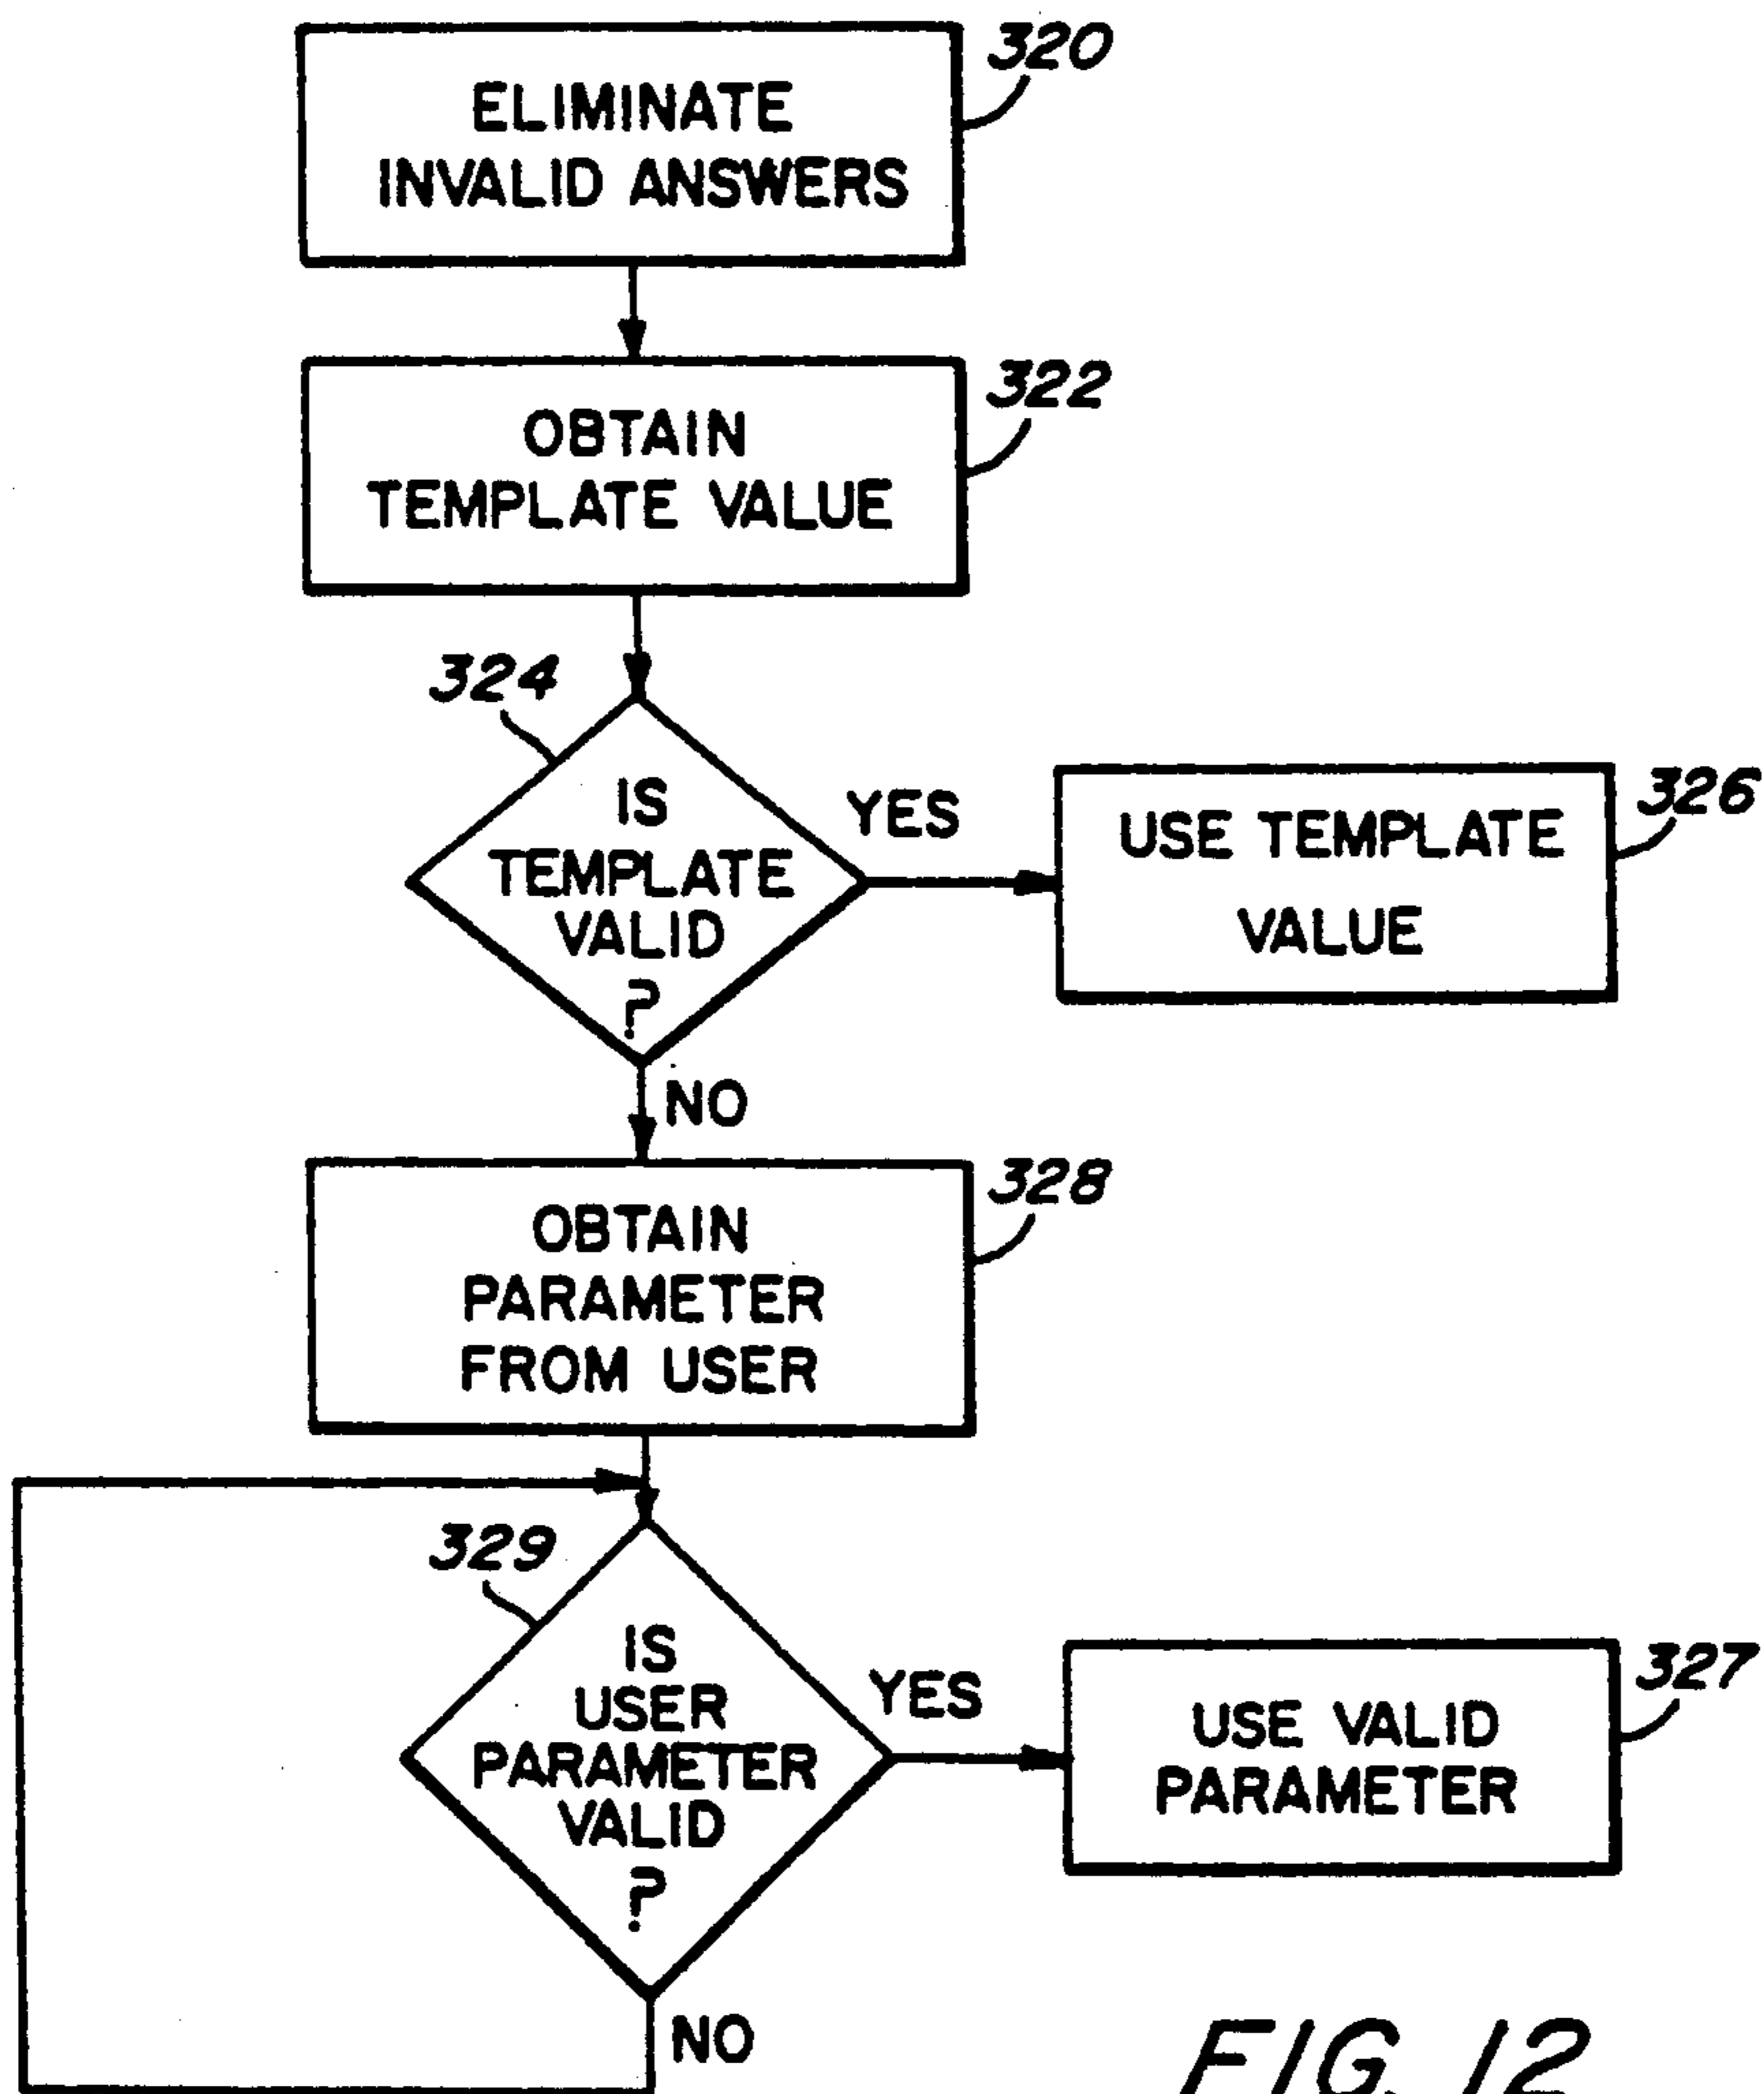 320
ELIMINATE
INVALID ANSWERS
322
OBTAIN
TEMPLATE VALUE
324
IS
TEMPLATE
VALID
?
YES
326
USE TEMPLATE
VALUE
NO
328
OBTAIN
PARAMETER
FROM USER
329
IS
USER
PARAMETER
VALID
?
YES
327
USE VALID
PARAMETER
NO
FIG. 12